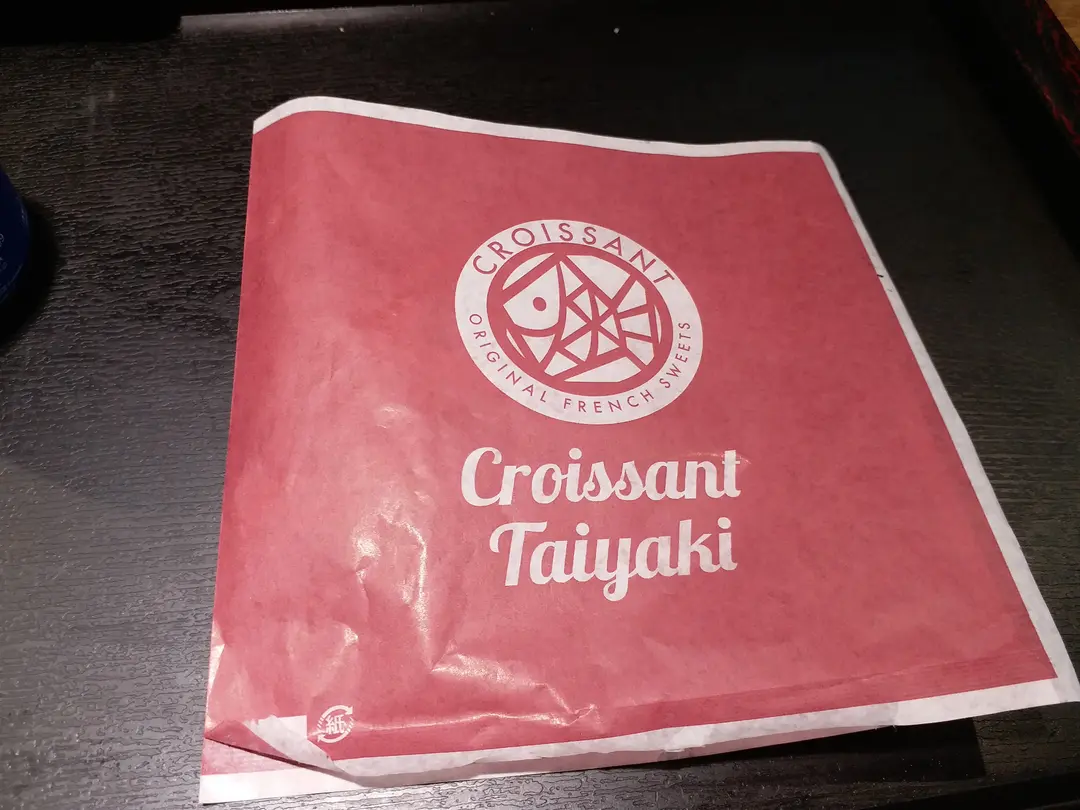 CROISSANT
ORIGINAL FRENCH SWEETS
Croissant
Taiyaki
紙